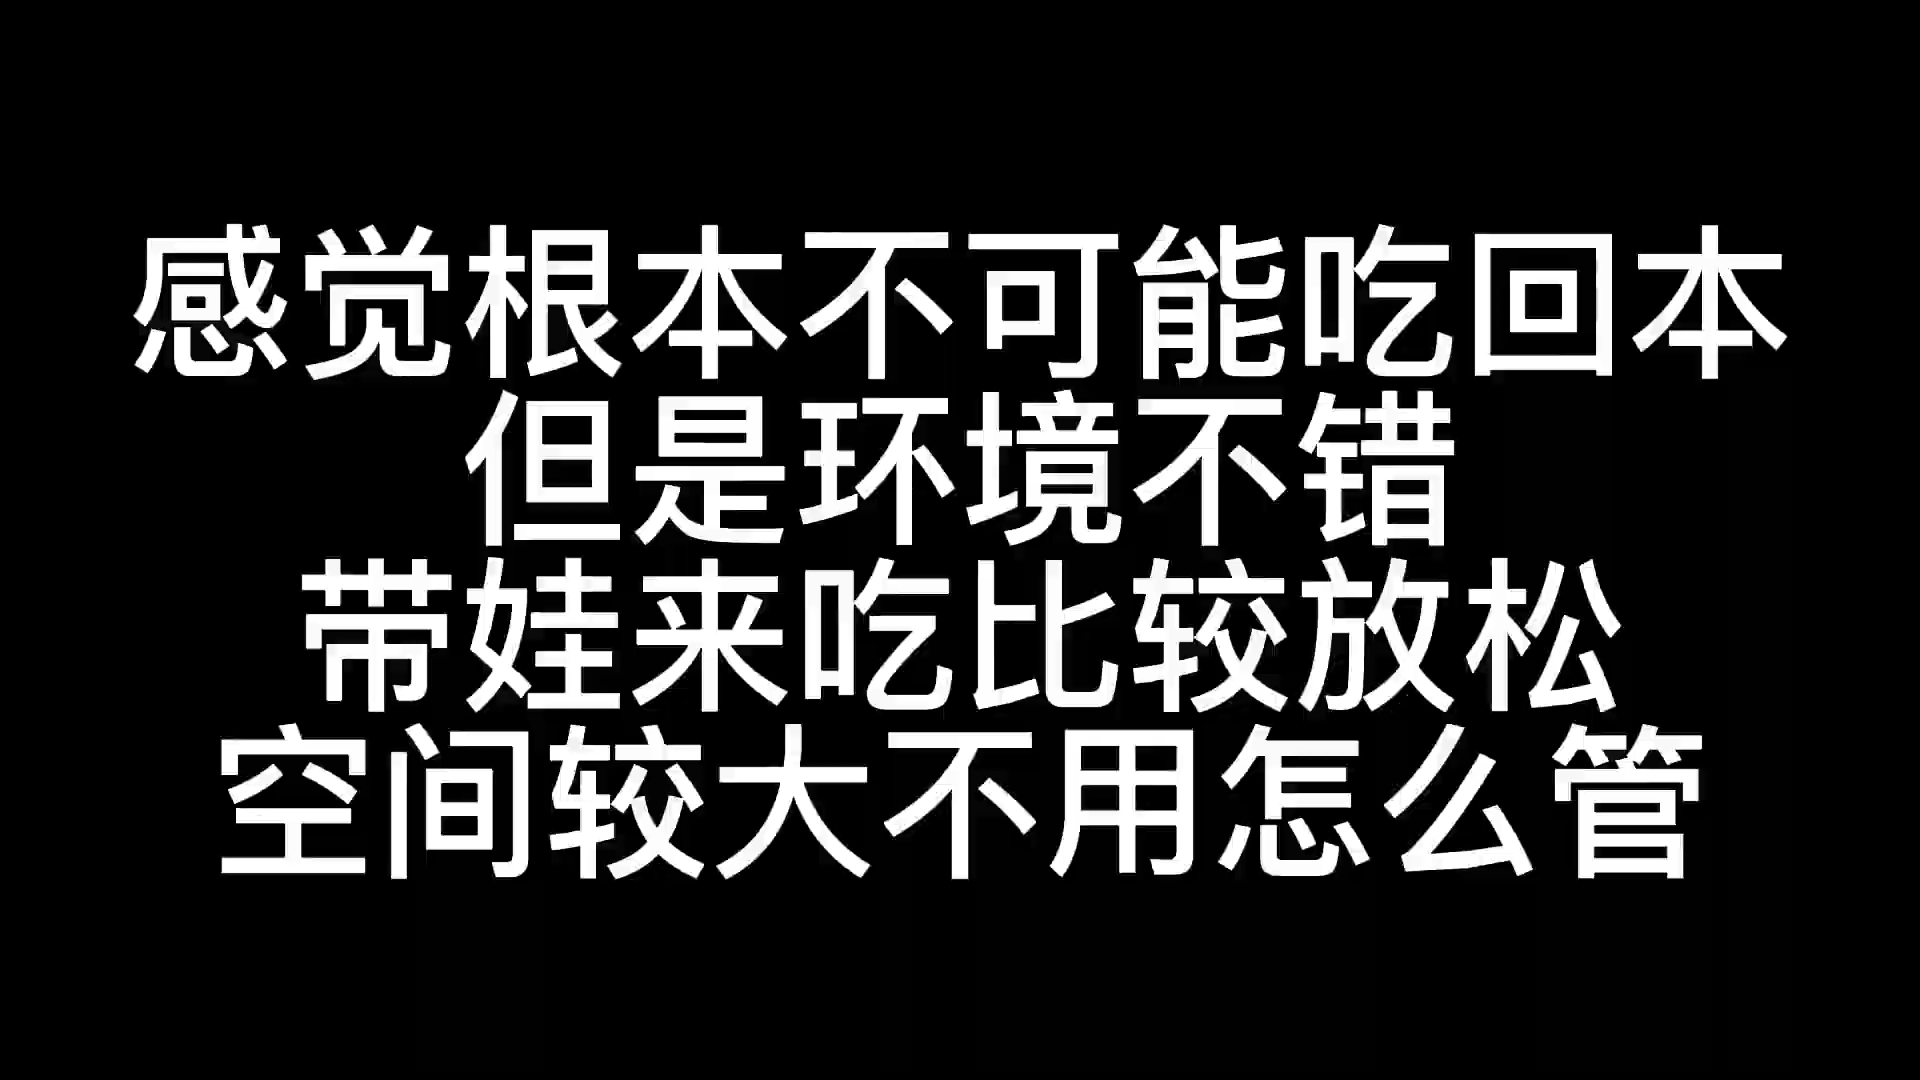 感觉根本不可能吃回本
但是环境不错
带娃来吃比较放松
空间较大不用怎么管